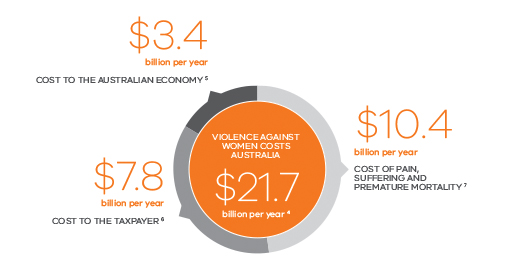 $3.4
billion per year
COST TO THE AUSTRALIAN ECONOMY 5
VIOLENCE AGAINST
WOMEN COSTS
AUSTRALIA
$21.7
billion per year 4
$10.4
billion per year
COST OF PAIN,
SUFFERING AND
PREMATURE MORTALITY 7
$7.8
billion per year
COST TO THE TAXPAYER 6